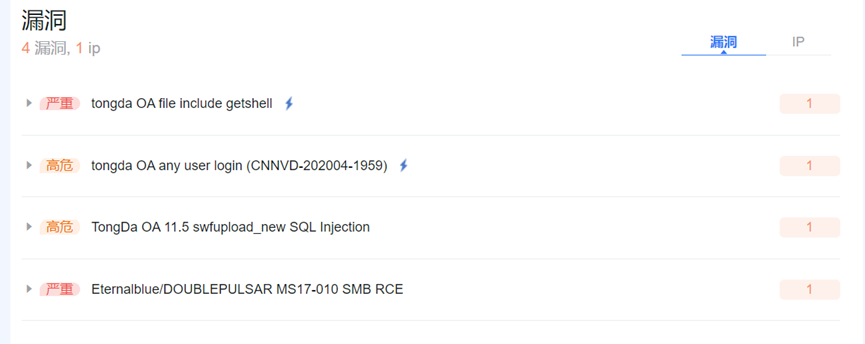 漏洞
4 漏洞, 1 ip
漏洞 IP
严重 tongda OA file include getshell 1
高危 tongda OA any user login (CNNVD-202004-1959) 1
高危 TongDa OA 11.5 swfupload_new SQL Injection 1
严重 Eternalblue/DOUBLEPULSAR MS17-010 SMB RCE 1